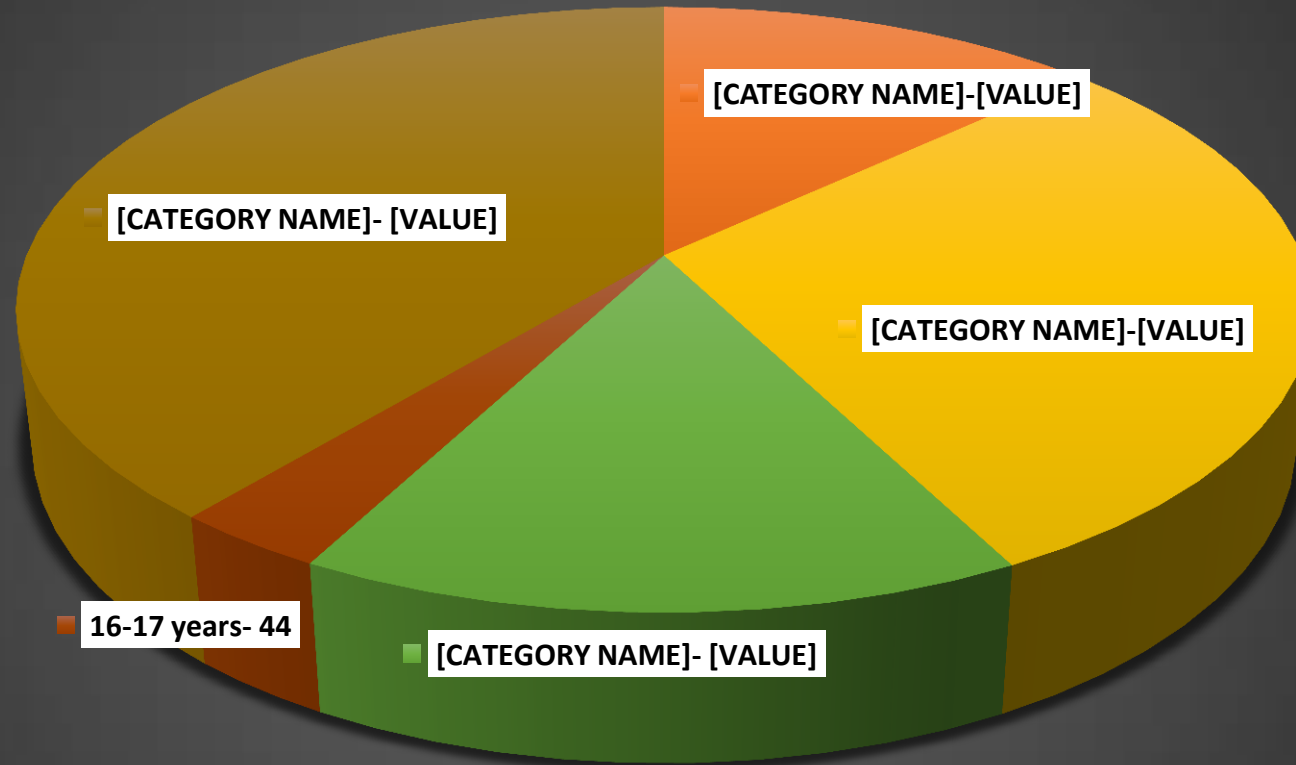 [CATEGORY NAME]-[VALUE]
[CATEGORY NAME]- [VALUE]
[CATEGORY NAME]-[VALUE]
16-17 years- 44
[CATEGORY NAME]- [VALUE]